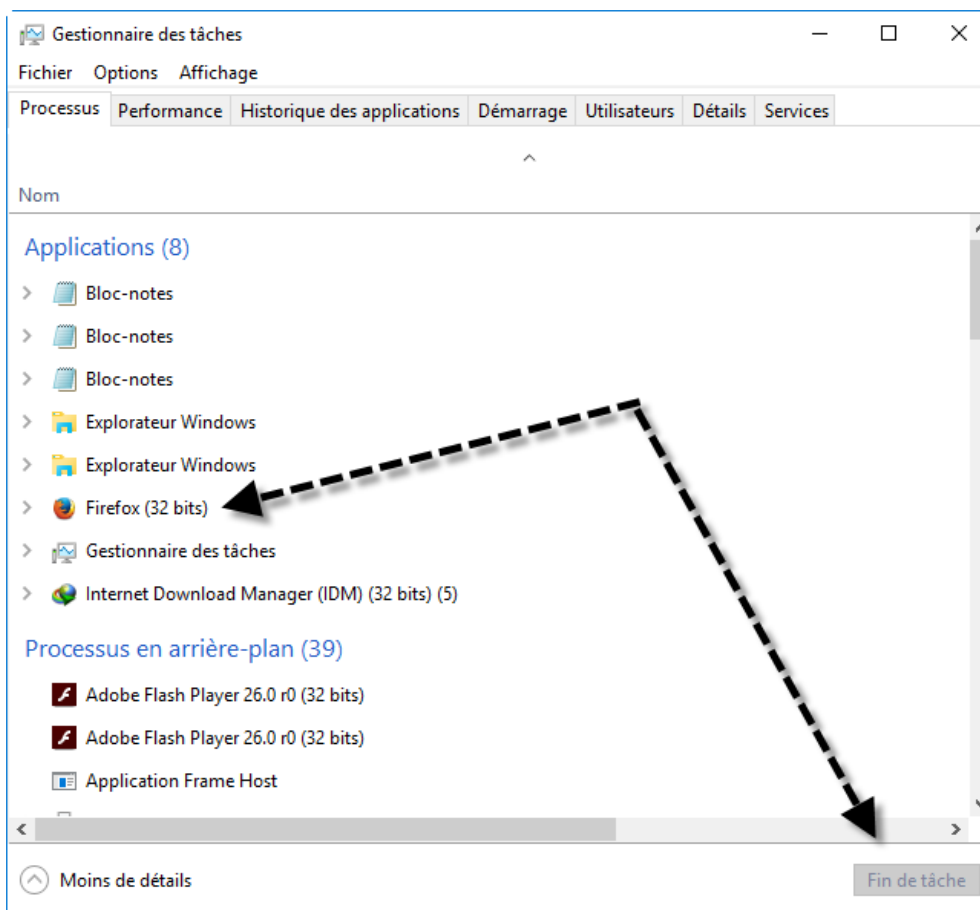 Gestionnaire des tâches
Fichier Options Affichage
Processus Performance Historique des applications Démarrage Utilisateurs Détails Services
Nom
Applications (8)
Bloc-notes
Bloc-notes
Bloc-notes
Explorateur Windows
Explorateur Windows
Firefox (32 bits)
Gestionnaire des tâches
Internet Download Manager (IDM) (32 bits) (5)
Processus en arrière-plan (39)
Adobe Flash Player 26.0 r0 (32 bits)
Adobe Flash Player 26.0 r0 (32 bits)
Application Frame Host
Moins de détails
Fin de tâche